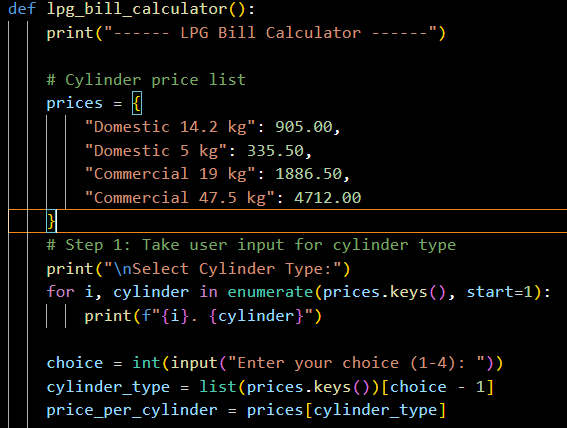 def lpg_bill_calculator():
    print("------ LPG Bill Calculator ------")

    # Cylinder price list
    prices = {
        "Domestic 14.2 kg": 905.00,
        "Domestic 5 kg": 335.50,
        "Commercial 19 kg": 1886.50,
        "Commercial 47.5 kg": 4712.00
    }
    # Step 1: Take user input for cylinder type
    print("\nSelect Cylinder Type:")
    for i, cylinder in enumerate(prices.keys(), start=1):
        print(f"{i}. {cylinder}")

    choice = int(input("Enter your choice (1-4): "))
    cylinder_type = list(prices.keys())[choice - 1]
    price_per_cylinder = prices[cylinder_type]